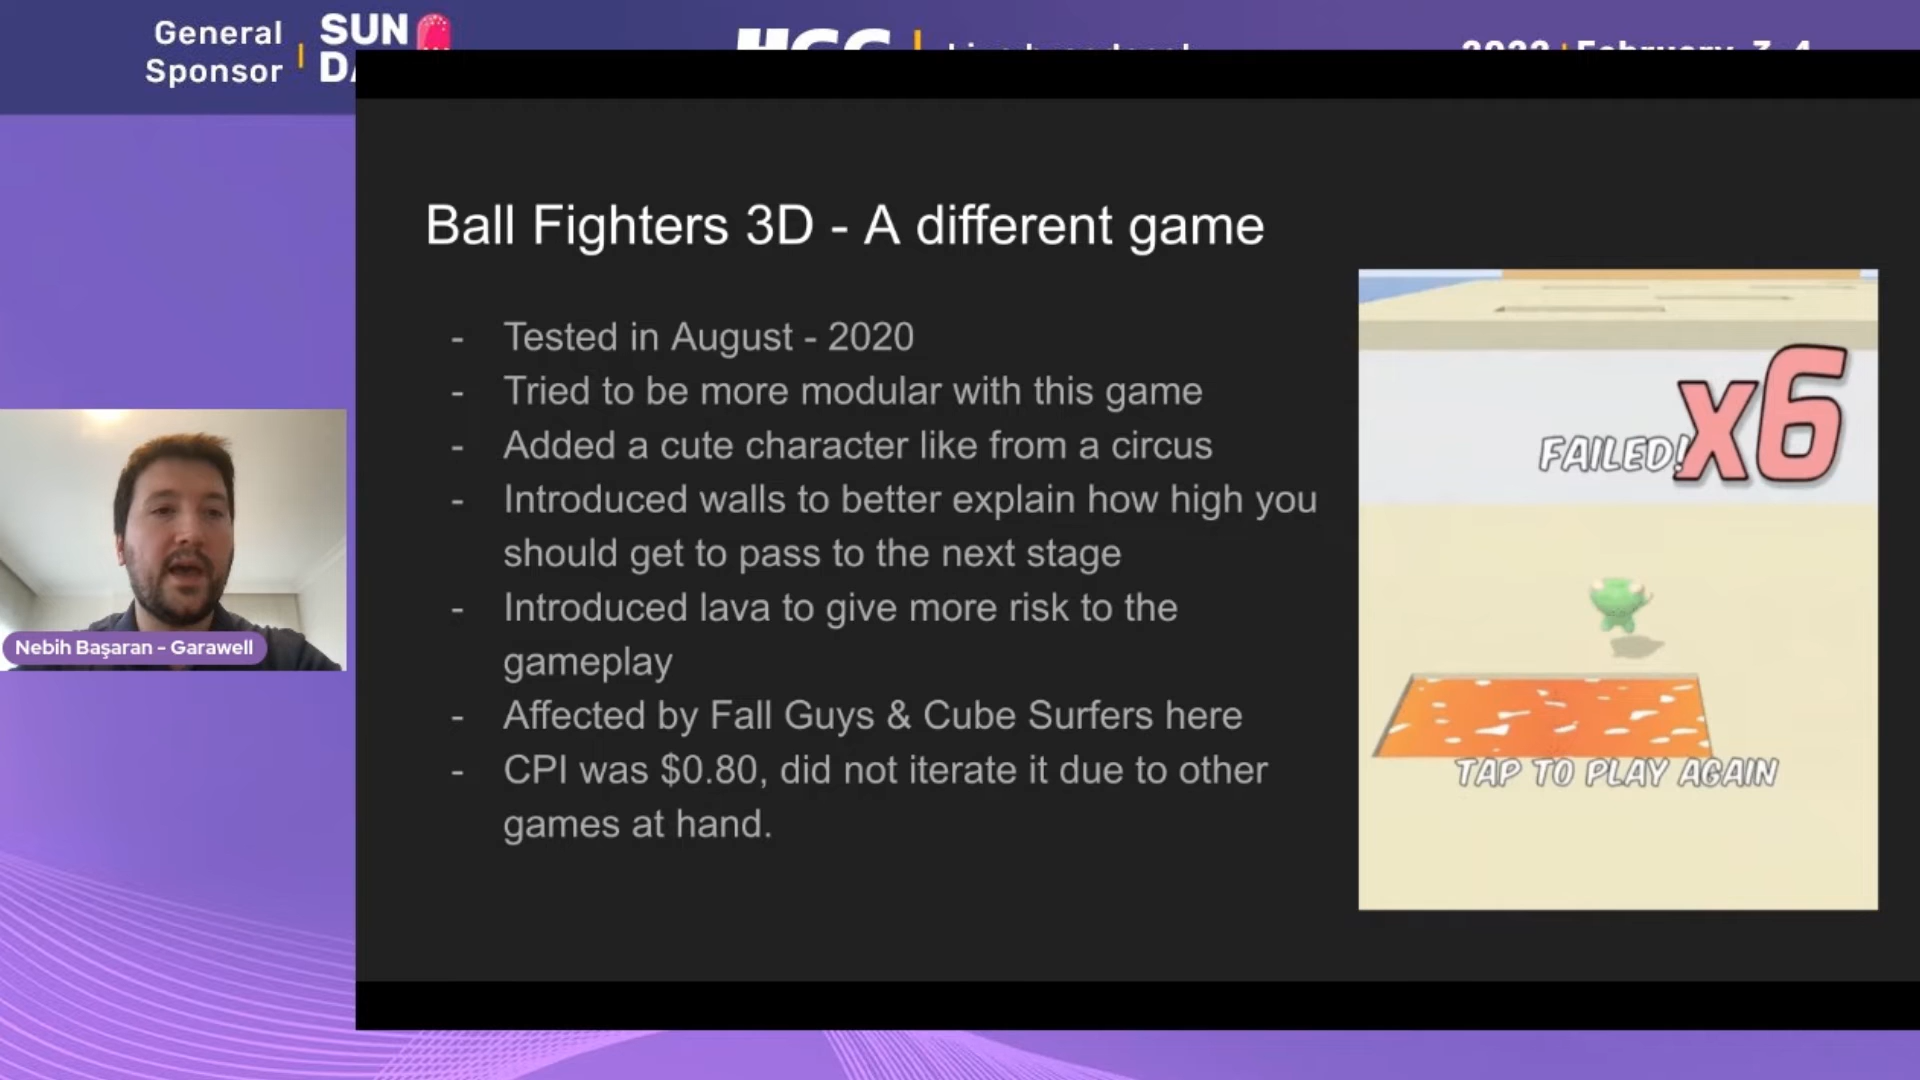 General
Sponsor
SUN
Ball Fighters 3D - A different game
- Tested in August - 2020
- Tried to be more modular with this game
- Added a cute character like from a circus
- Introduced walls to better explain how high you
should get to pass to the next stage
- Introduced lava to give more risk to the
gameplay
- Affected by Fall Guys & Cube Surfers here
- CPI was $0.80, did not iterate it due to other
games at hand.
x6
FAILED!
TAP TO PLAY AGAIN
Nebih Başaran - Garawell